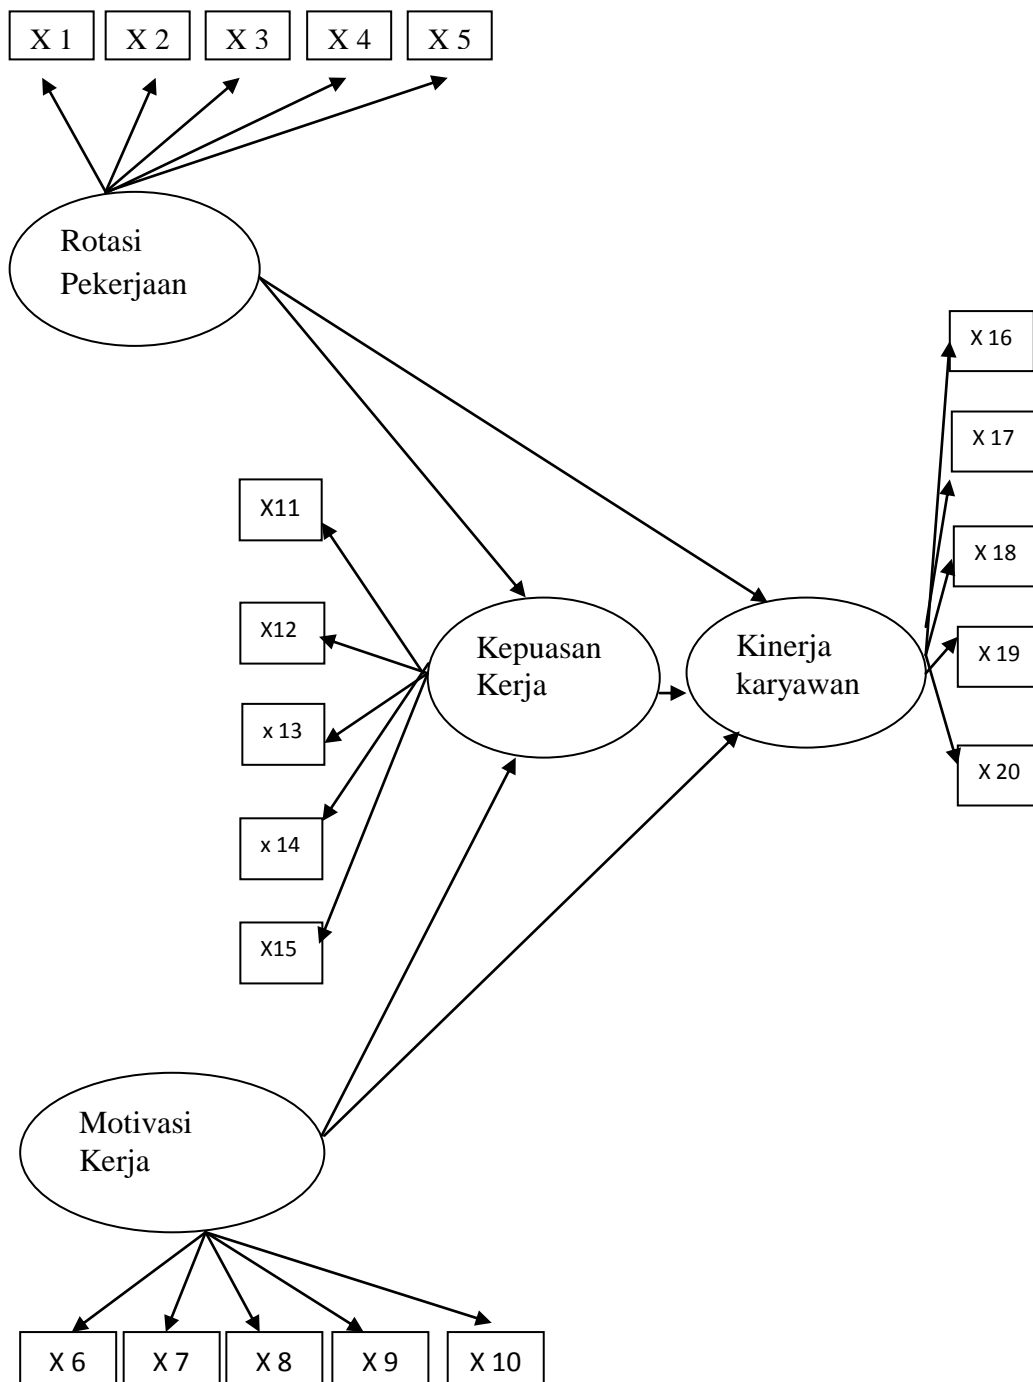 X 1
X 2
X 3
X 4
X 5
Rotasi
Pekerjaan
X 16
X 17
X 18
X 19
X 20
X11
X12
x 13
x 14
X15
Kepuasan
Kerja
Kinerja
karyawan
Motivasi
Kerja
X 6
X 7
X 8
X 9
X 10